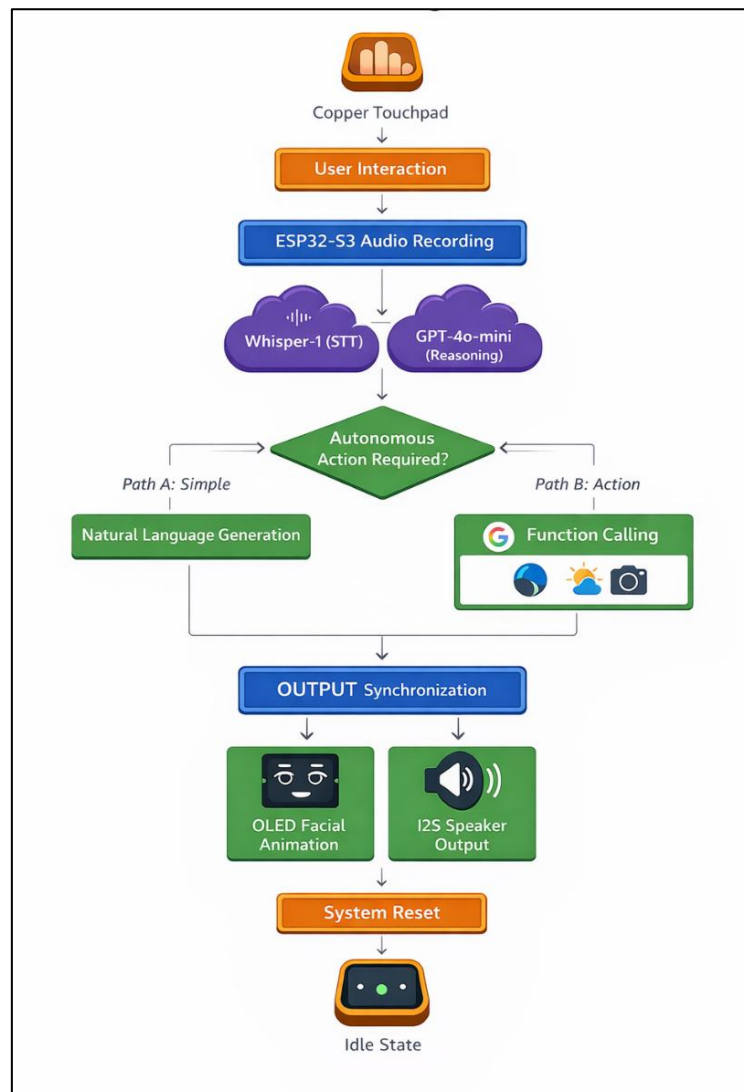 Copper Touchpad
User Interaction
ESP32-S3 Audio Recording
Whisper-1 (STT)
GPT-4o-mini
(Reasoning)
Autonomous
Action Required?
Path A: Simple
Path B: Action
Natural Language Generation
G Function Calling
OUTPUT Synchronization
OLED Facial
Animation
I2S Speaker
Output
System Reset
Idle State